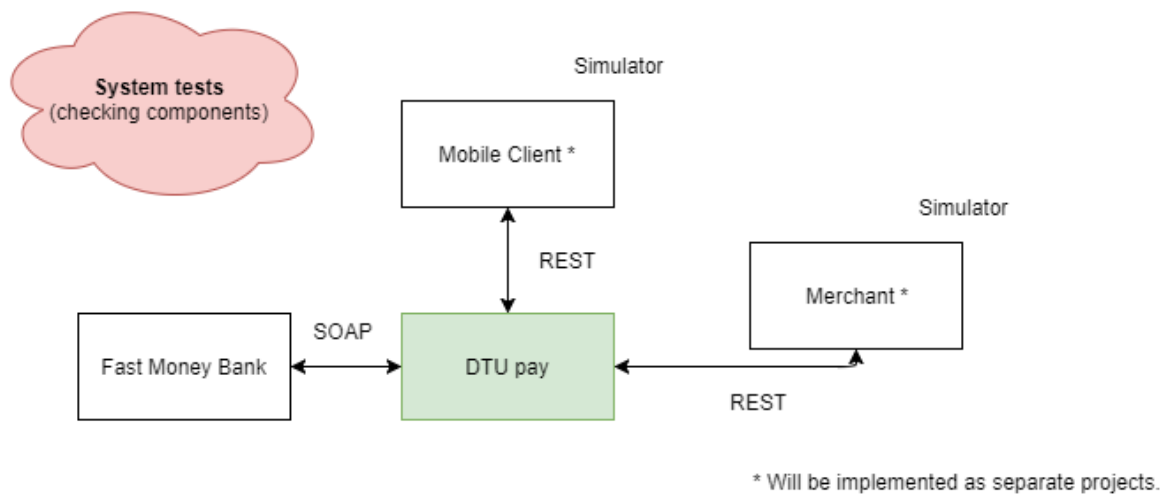 System tests
(checking components)
Simulator
Mobile Client *
Simulator
REST
Merchant *
SOAP
Fast Money Bank
DTU pay
REST
* Will be implemented as separate projects.